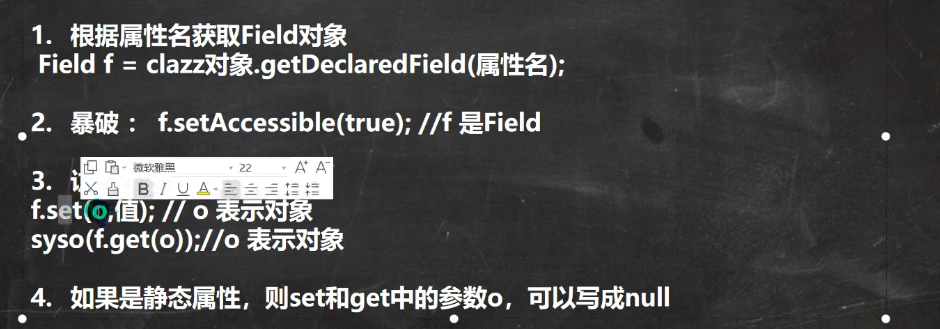 1. 根据属性名获取Field对象
Field f = clazz对象.getDeclaredField(属性名);
2. 暴破 : f.setAccessible(true); //f 是Field
微软雅黑 22 A+ A-
3.
B I U A
f.set(o,值); // o 表示对象
syso(f.get(o));//o 表示对象
4. 如果是静态属性，则set和get中的参数o，可以写成null